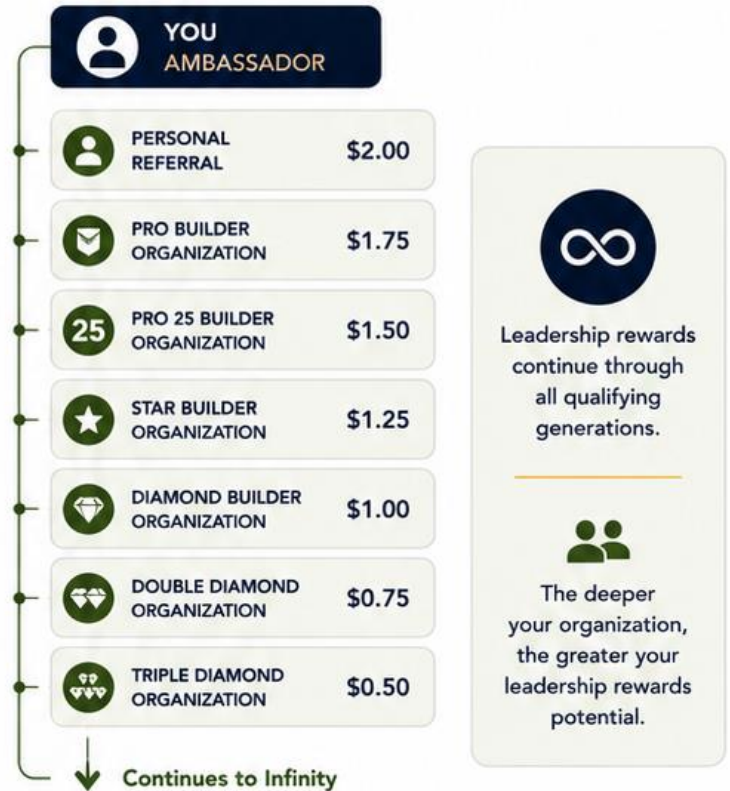 YOU
AMBASSADOR
PERSONAL
REFERRAL
$2.00
PRO BUILDER
ORGANIZATION
$1.75
25
PRO 25 BUILDER
ORGANIZATION
$1.50
STAR BUILDER
ORGANIZATION
$1.25
DIAMOND BUILDER
ORGANIZATION
$1.00
DOUBLE DIAMOND
ORGANIZATION
$0.75
TRIPLE DIAMOND
ORGANIZATION
$0.50
Continues to Infinity
Leadership rewards
continue through
all qualifying
generations.
The deeper
your organization,
the greater your
leadership rewards
potential.